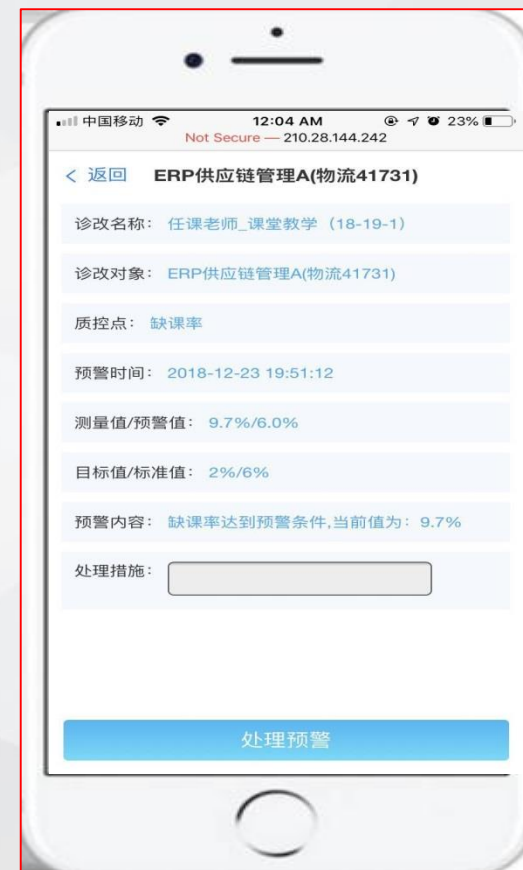 中国移动 12:04 AM 23%
Not Secure — 210.28.144.242
< 返回 ERP供应链管理A(物流41731)
诊改名称: 任课老师_课堂教学（18-19-1）
诊改对象: ERP供应链管理A(物流41731)
质控点: 缺课率
预警时间: 2018-12-23 19:51:12
测量值/预警值: 9.7%/6.0%
目标值/标准值: 2%/6%
预警内容: 缺课率达到预警条件,当前值为: 9.7%
处理措施:
处理预警